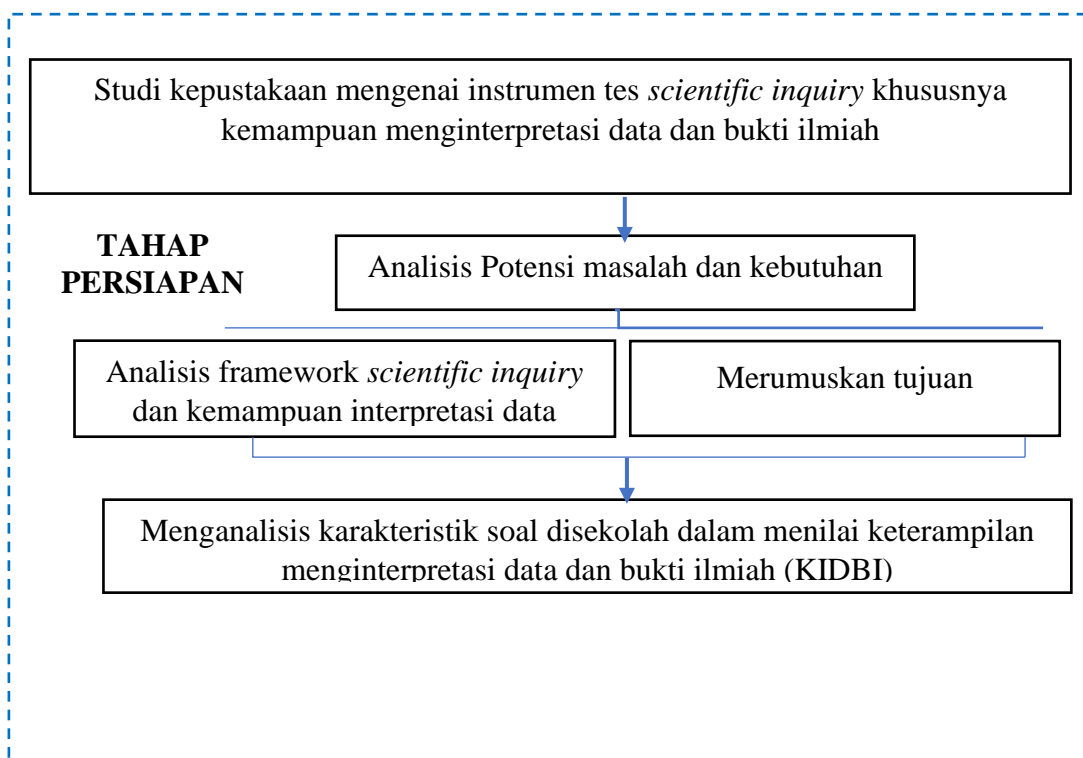 Studi kepustakaan mengenai instrumen tes scientific inquiry khususnya
kemampuan menginterpretasi data dan bukti ilmiah
TAHAP
PERSIAPAN
Analisis Potensi masalah dan kebutuhan
Analisis framework scientific inquiry
dan kemampuan interpretasi data
Merumuskan tujuan
Menganalisis karakteristik soal disekolah dalam menilai keterampilan
menginterpretasi data dan bukti ilmiah (KIDBI)